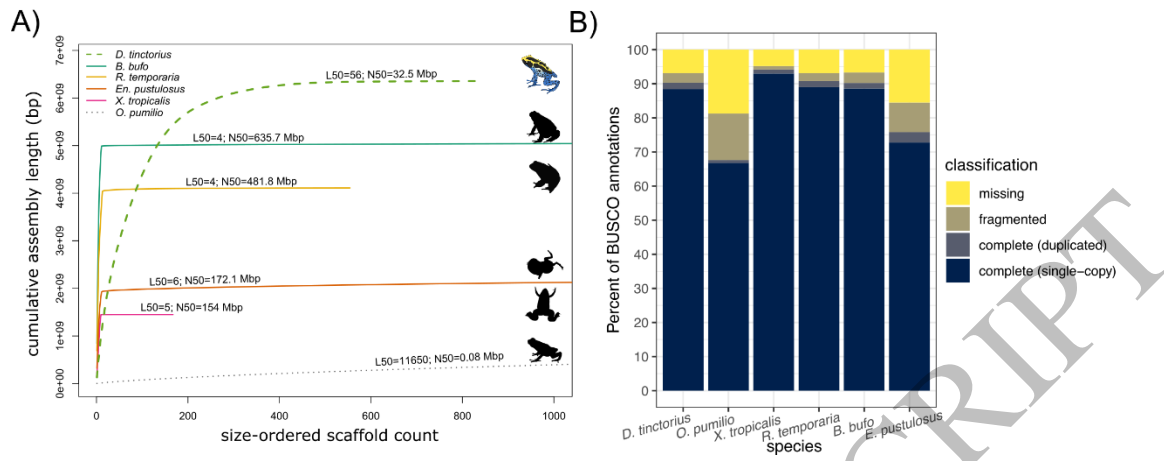 A)
cumulative assembly length (bp)
7e+09
6e+09
5e+09
4e+09
3e+09
2e+09
1e+09
0e+00
D. tinctorius
B. bufo
R. temporaria
En. pustulosus
X. tropicalis
O. pumilio
L50=56; N50=32.5 Mbp
L50=4; N50=635.7 Mbp
L50=4; N50=481.8 Mbp
L50=6; N50=172.1 Mbp
L50=5; N50=154 Mbp
L50=11650; N50=0.08 Mbp
0 200 400 600 800 1000
size-ordered scaffold count
B)
Percent of BUSCO annotations
100
90
80
70
60
50
40
30
20
10
0
D. tinctorius
O. pumilio
X. tropicalis
R. temporaria
B. bufo
E. pustulosus
species
classification
missing
fragmented
complete (duplicated)
complete (single-copy)
CRIPT